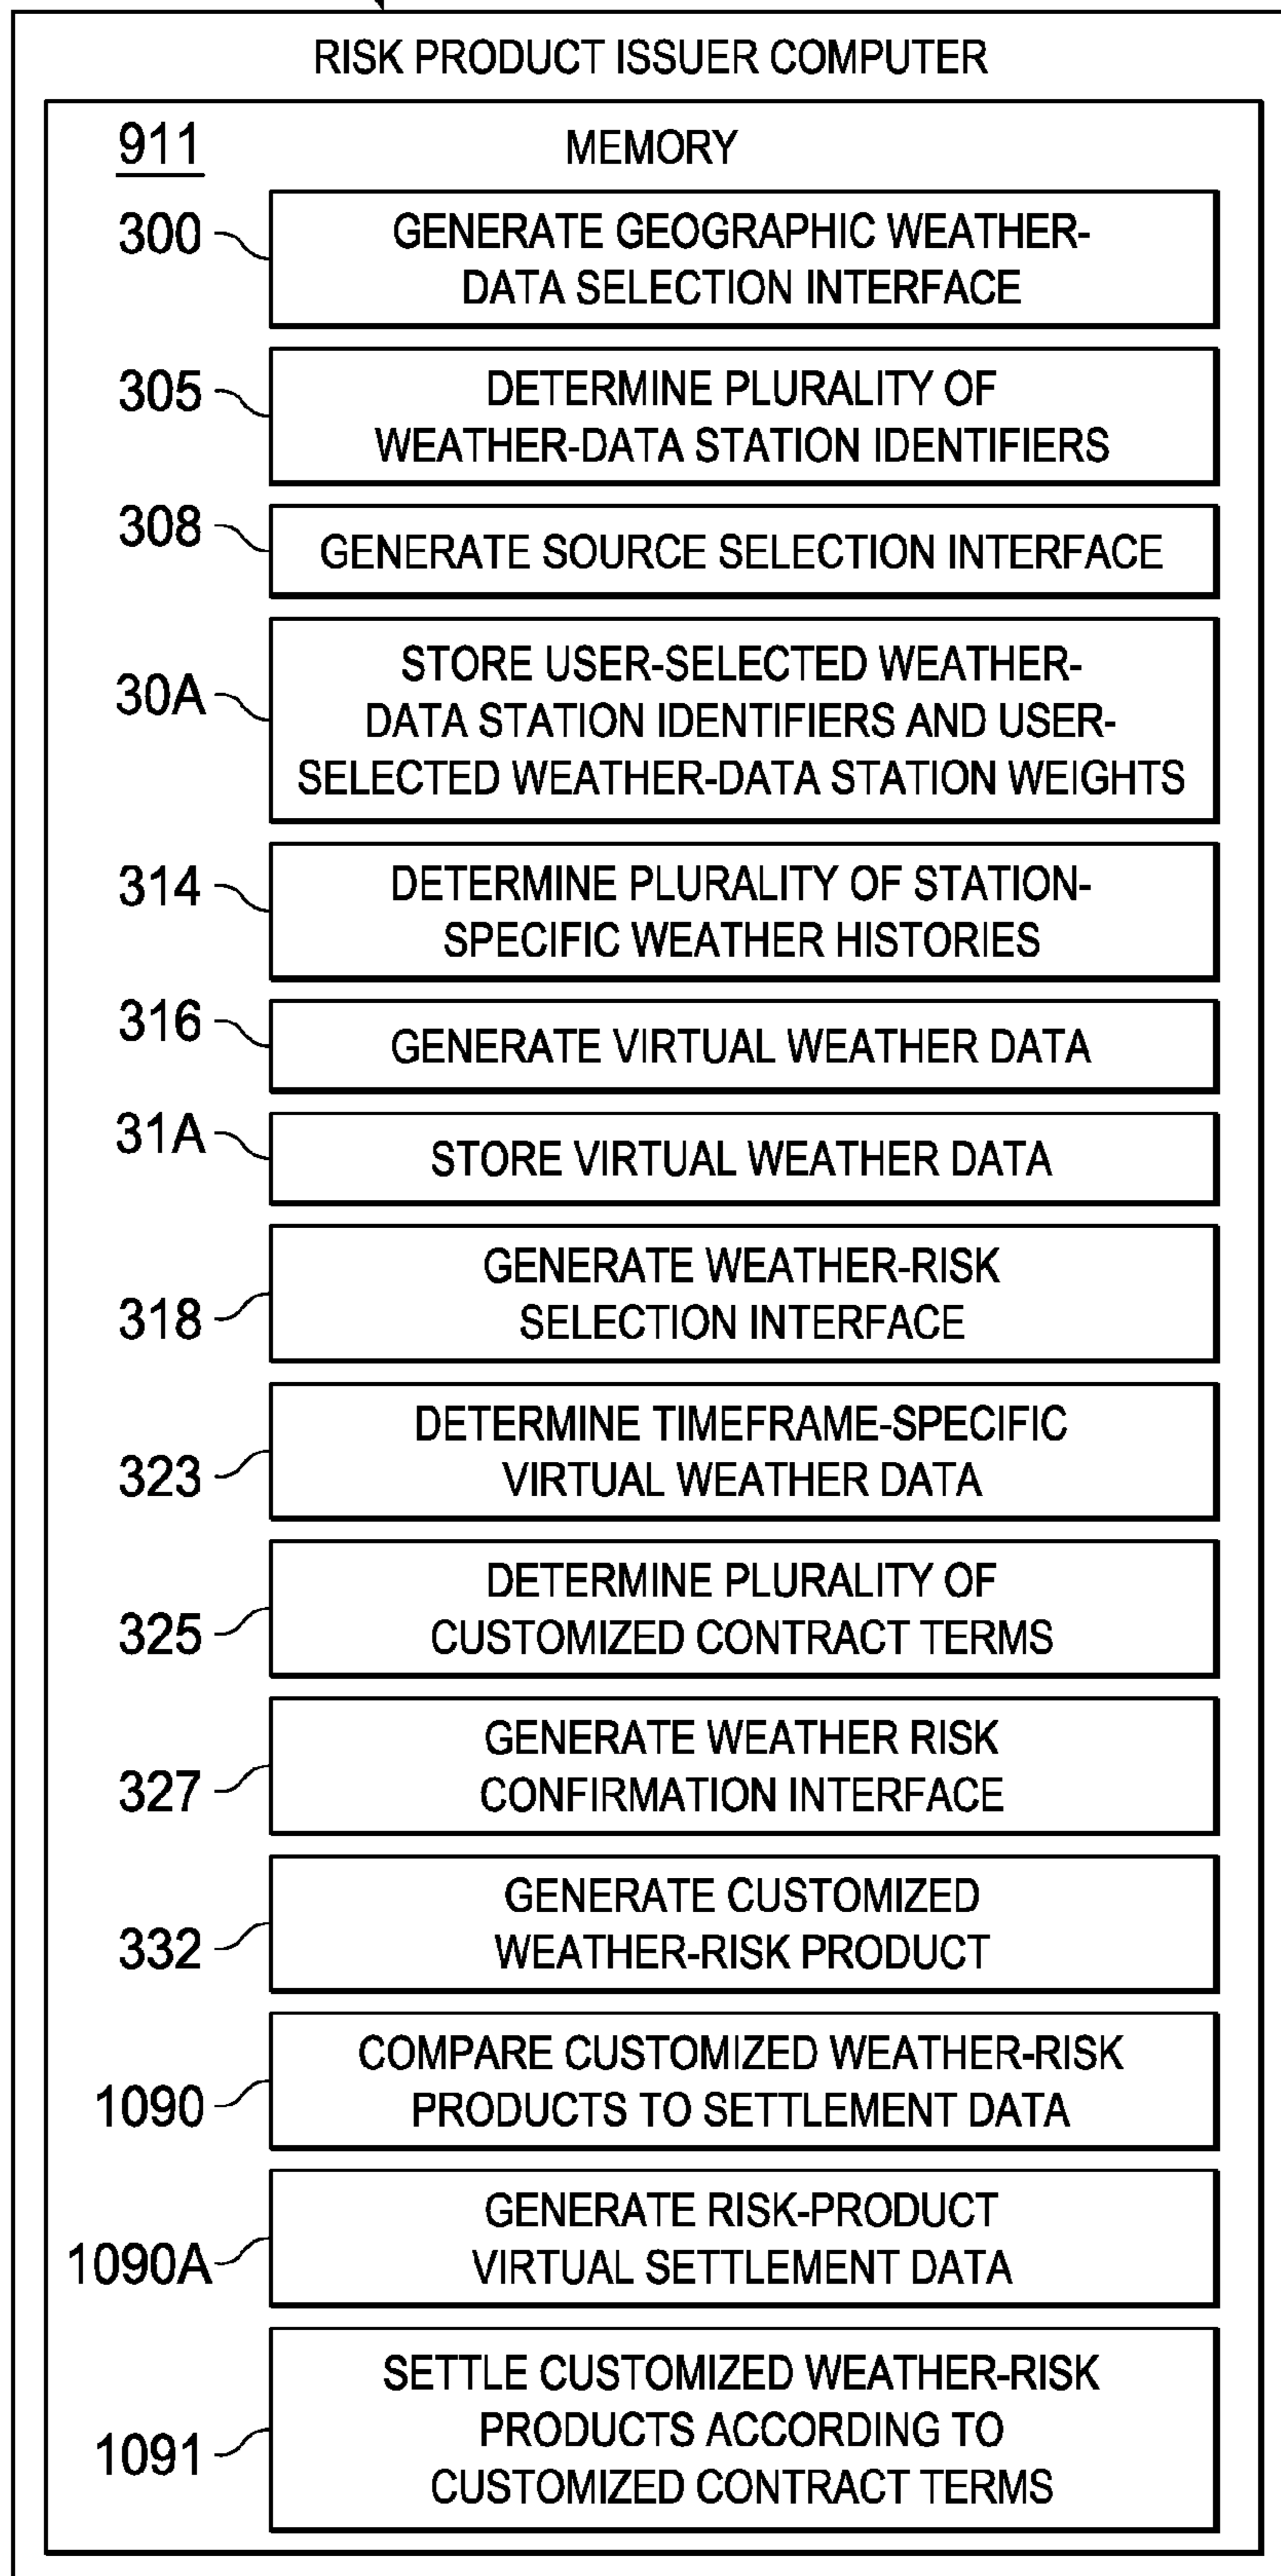 RISK PRODUCT ISSUER COMPUTER
911
MEMORY
300
GENERATE GEOGRAPHIC WEATHER-
DATA SELECTION INTERFACE
305
DETERMINE PLURALITY OF
WEATHER-DATA STATION IDENTIFIERS
308
GENERATE SOURCE SELECTION INTERFACE
30A
STORE USER-SELECTED WEATHER-
DATA STATION IDENTIFIERS AND USER-
SELECTED WEATHER-DATA STATION WEIGHTS
314
DETERMINE PLURALITY OF STATION-
SPECIFIC WEATHER HISTORIES
316
GENERATE VIRTUAL WEATHER DATA
31A
STORE VIRTUAL WEATHER DATA
318
GENERATE WEATHER-RISK
SELECTION INTERFACE
323
DETERMINE TIMEFRAME-SPECIFIC
VIRTUAL WEATHER DATA
325
DETERMINE PLURALITY OF
CUSTOMIZED CONTRACT TERMS
327
GENERATE WEATHER RISK
CONFIRMATION INTERFACE
332
GENERATE CUSTOMIZED
WEATHER-RISK PRODUCT
1090
COMPARE CUSTOMIZED WEATHER-RISK
PRODUCTS TO SETTLEMENT DATA
1090A
GENERATE RISK-PRODUCT
VIRTUAL SETTLEMENT DATA
1091
SETTLE CUSTOMIZED WEATHER-RISK
PRODUCTS ACCORDING TO
CUSTOMIZED CONTRACT TERMS